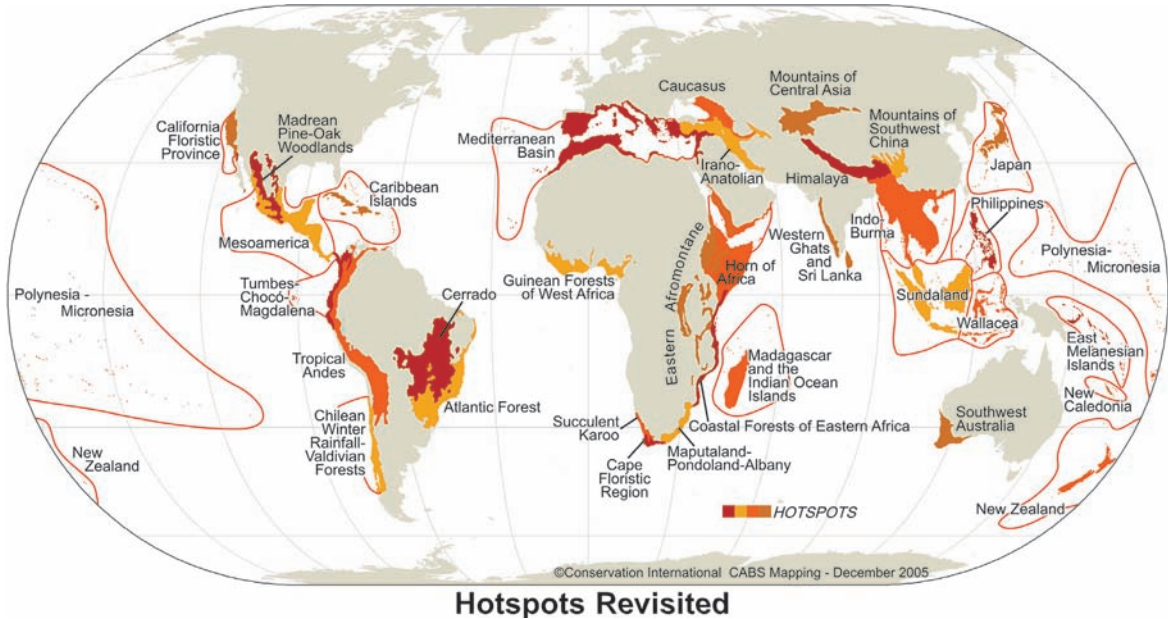 California
Floristic
Province
Madrean
Pine-Oak
Woodlands
Caribbean
Islands
Mesoamerica
Polynesia -
Micronesia
Tumbes-
Chocó-
Magdalena
Cerrado
Tropical
Andes
Atlantic Forest
Chilean
Winter
Rainfall-
Valdivian
Forests
New
Zealand
Mediterranean
Basin
Caucasus
Mountains of
Central Asia
Mountains of
Southwest
China
Irano-
Anatolian
Himalaya
Japan
Philippines
Indo-
Burma
Western
Ghats
and
Sri Lanka
Polynesia-
Micronesia
Guinean Forests
of West Africa
Horn of
Africa
Eastern Afromontane
Sundaland
Wallacea
East
Melanesian
Islands
New
Caledonia
Madagascar
and the
Indian Ocean
Islands
Southwest
Australia
Coastal Forests of Eastern Africa
Succulent
Karoo
Cape
Floristic
Region
Maputaland-
Pondoland-Albany
New Zealand
HOTSPOTS
©Conservation International CABS Mapping - December 2005
Hotspots Revisited